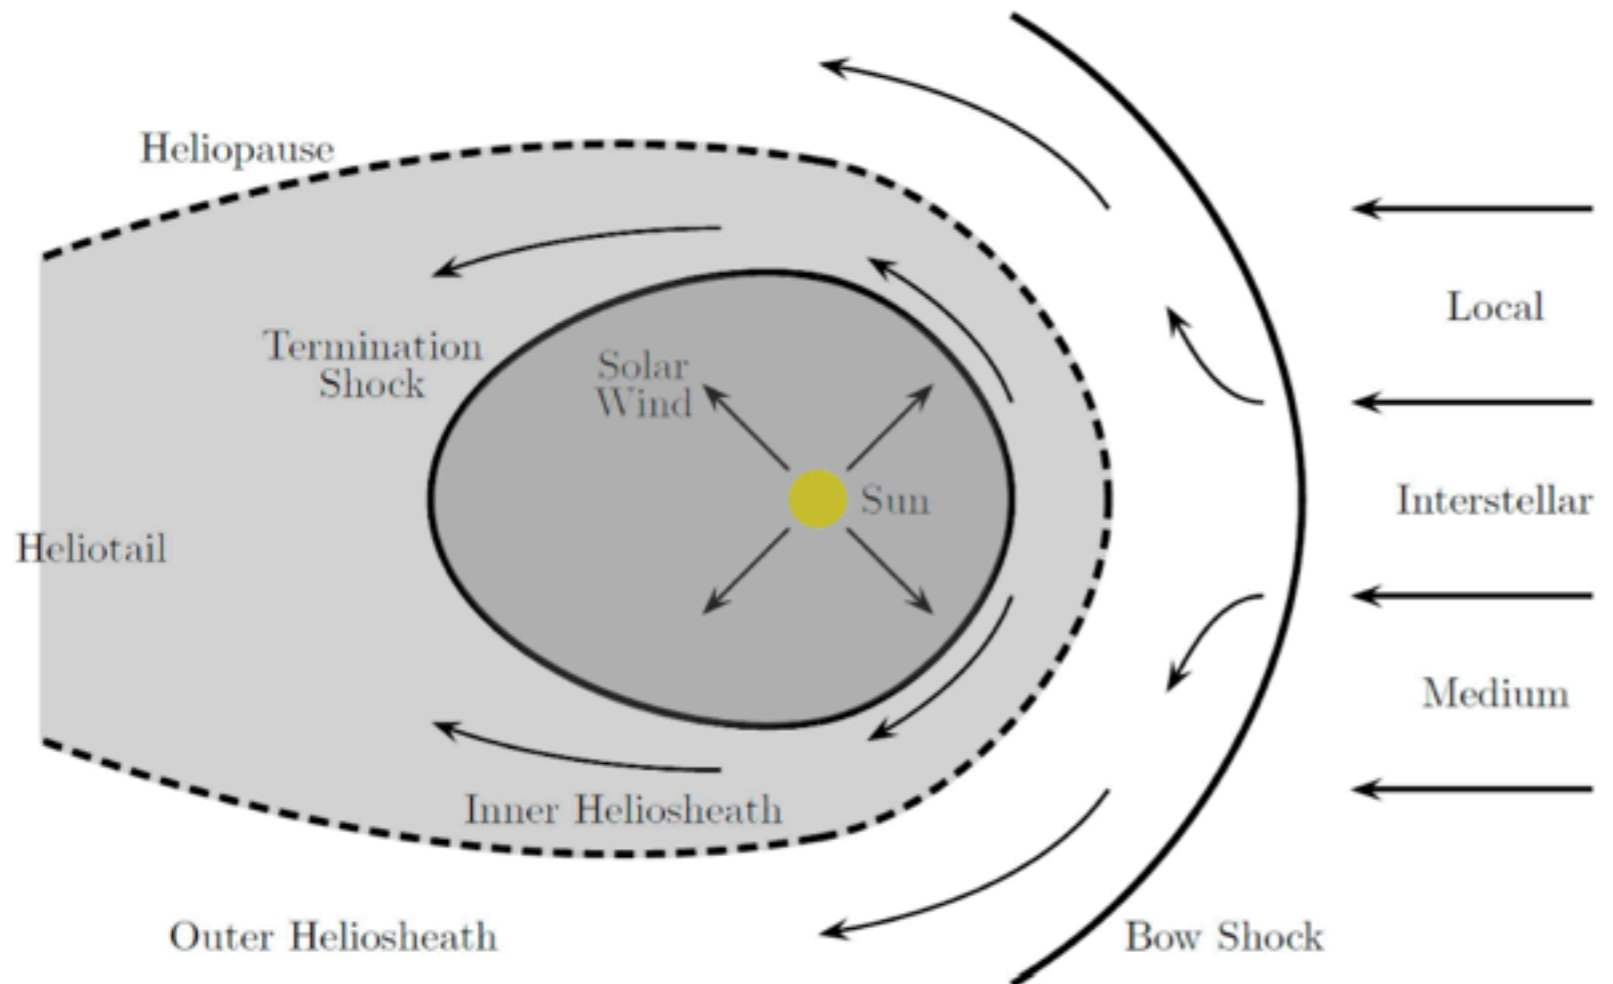 Heliopause
Local
Termination
Shock
Solar
Wind
Sun
Interstellar
Heliotail
Medium
Inner Heliosheath
Outer Heliosheath
Bow Shock